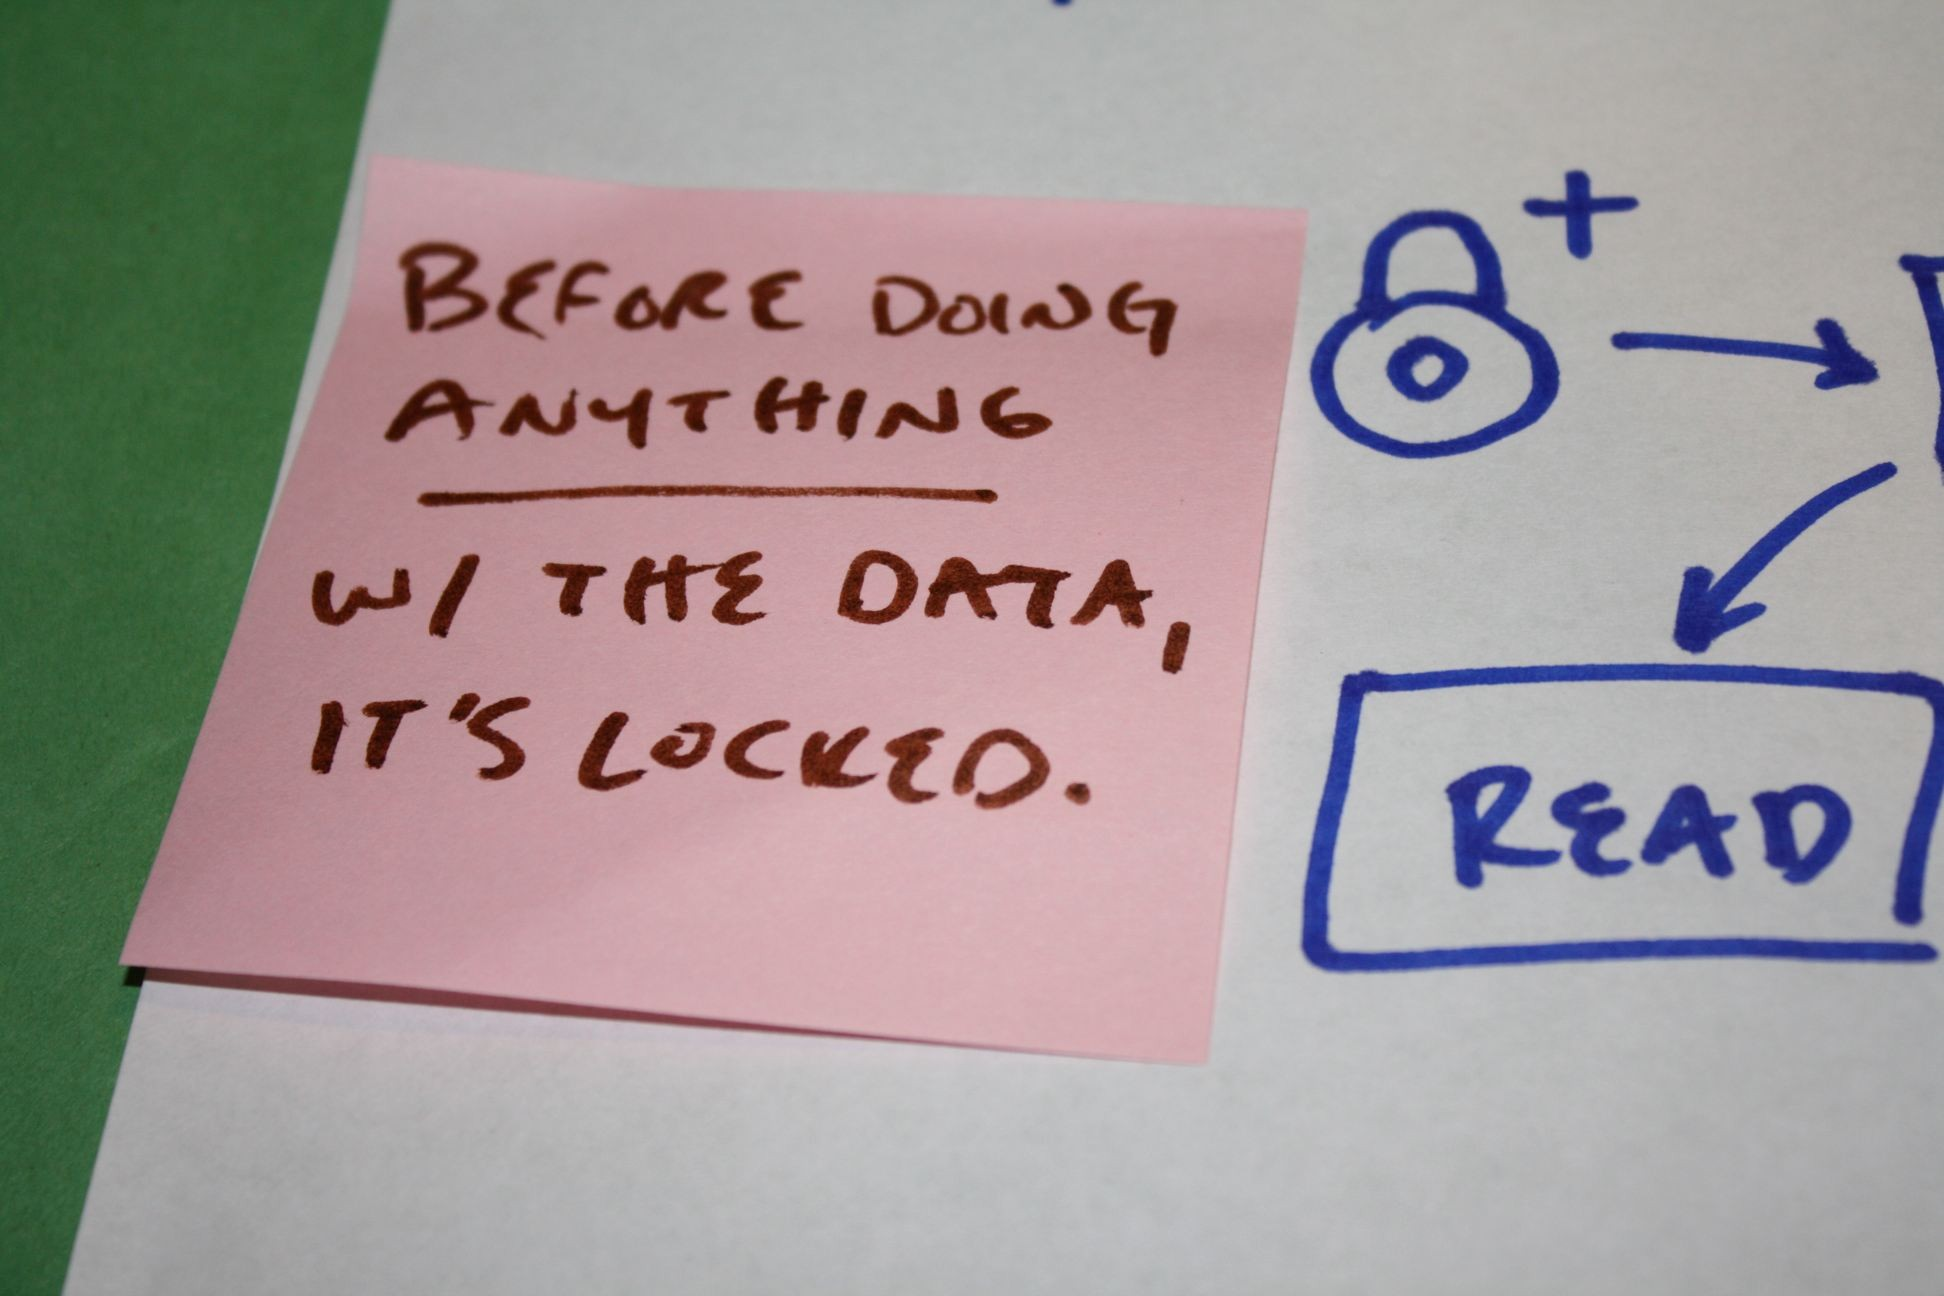 BEFORE DOING
ANYTHING
W/ THE DATA,
IT'S LOCKED.
+
READ